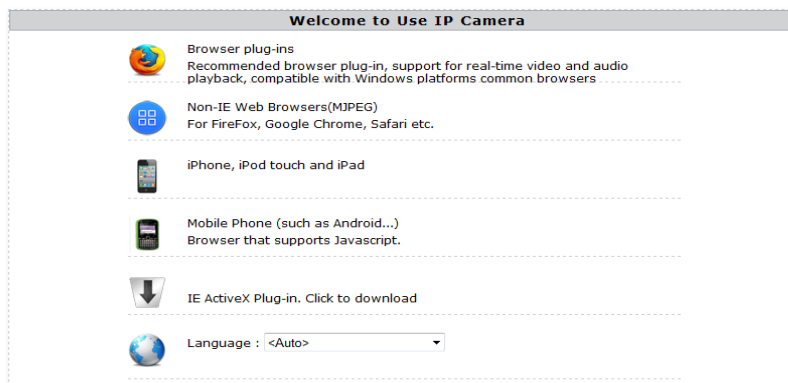 Welcome to Use IP Camera
Browser plug-ins
Recommended browser plug-in, support for real-time video and audio
playback, compatible with Windows platforms common browsers
Non-IE Web Browsers(MJPEG)
For FireFox, Google Chrome, Safari etc.
iPhone, iPod touch and iPad
Mobile Phone (such as Android...)
Browser that supports Javascript.
IE ActiveX Plug-in. Click to download
Language : <Auto>